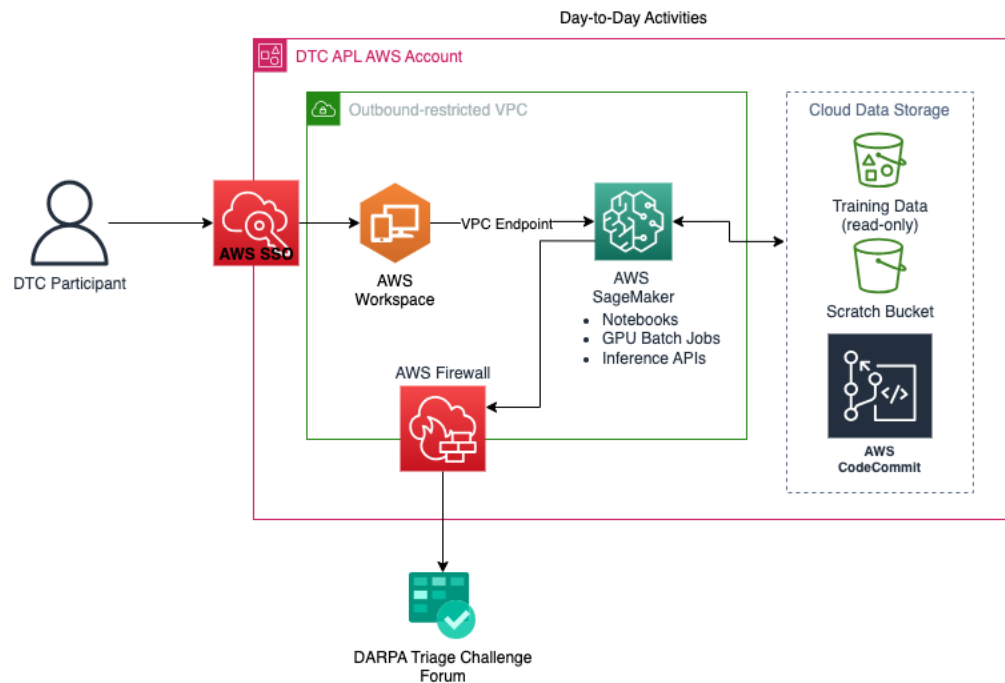 Day-to-Day Activities
DTC APL AWS Account
Outbound-restricted VPC
Cloud Data Storage
Training Data
(read-only)
Scratch Bucket
AWS
CodeCommit
DTC Participant
AWS SSO
AWS
Workspace
VPC Endpoint
AWS
SageMaker
• Notebooks
• GPU Batch Jobs
• Inference APIs
AWS Firewall
DARPA Triage Challenge
Forum